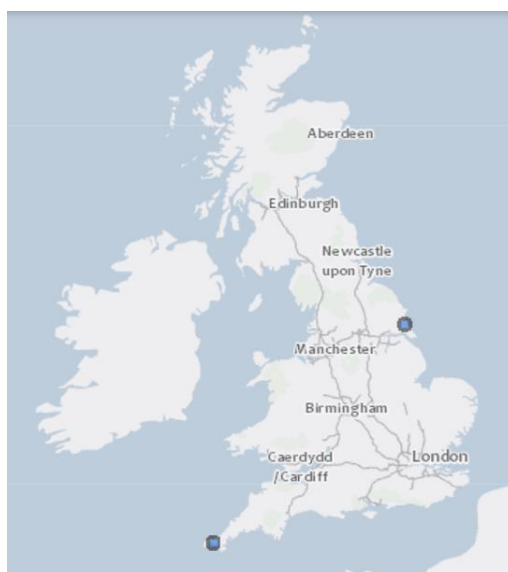 Aberdeen
Edinburgh
Newcastle
upon Tyne
Manchester
Birmingham
Caerdydd
/Cardiff
London